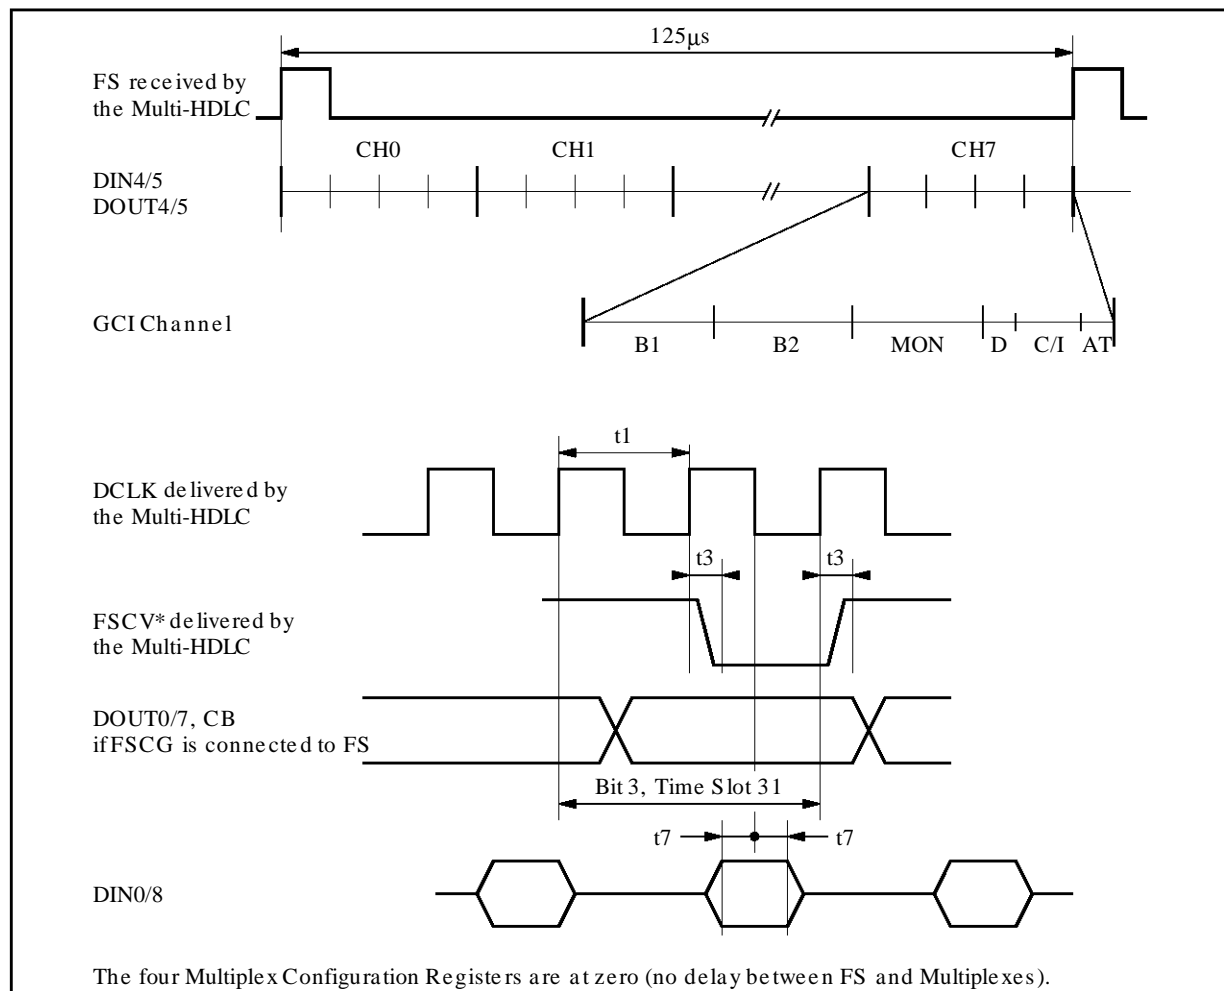 125μs
FS received by
the Multi-HDLC
CH0 CH1 CH7
DIN4/5
DOUT4/5
GCI Channel
B1 B2 MON D C/I AT
t1
DCLK delivered by
the Multi-HDLC
t3 t3
FSCV* delivered by
the Multi-HDLC
DOUT0/7, CB
if FSCG is connected to FS
Bit 3, Time Slot 31
t7 t7
DIN0/8
The four Multiplex Configuration Registers are at zero (no delay between FS and Multiplexes).